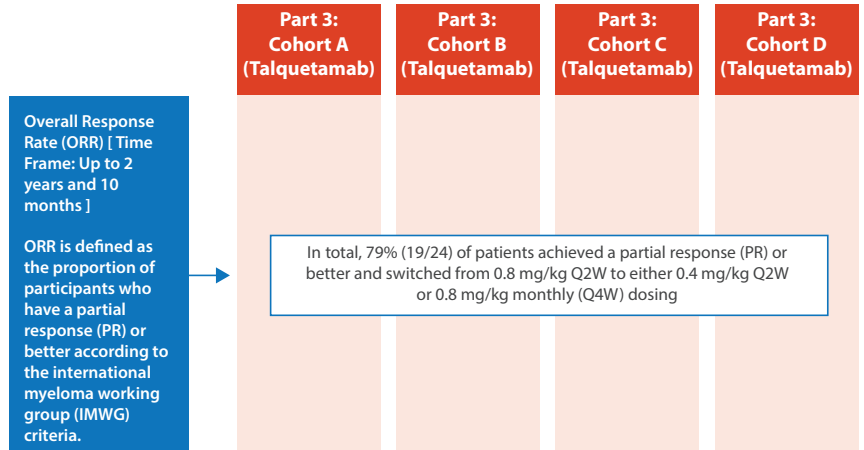 Part 3:
Cohort A
(Talquetamab)
Part 3:
Cohort B
(Talquetamab)
Part 3:
Cohort C
(Talquetamab)
Part 3:
Cohort D
(Talquetamab)
Overall Response
Rate (ORR) [ Time
Frame: Up to 2
years and 10
months ]
ORR is defined as
the proportion of
participants who
have a partial
response (PR) or
better according to
the international
myeloma working
group (IMWG)
criteria.
In total, 79% (19/24) of patients achieved a partial response (PR) or
better and switched from 0.8 mg/kg Q2W to either 0.4 mg/kg Q2W
or 0.8 mg/kg monthly (Q4W) dosing